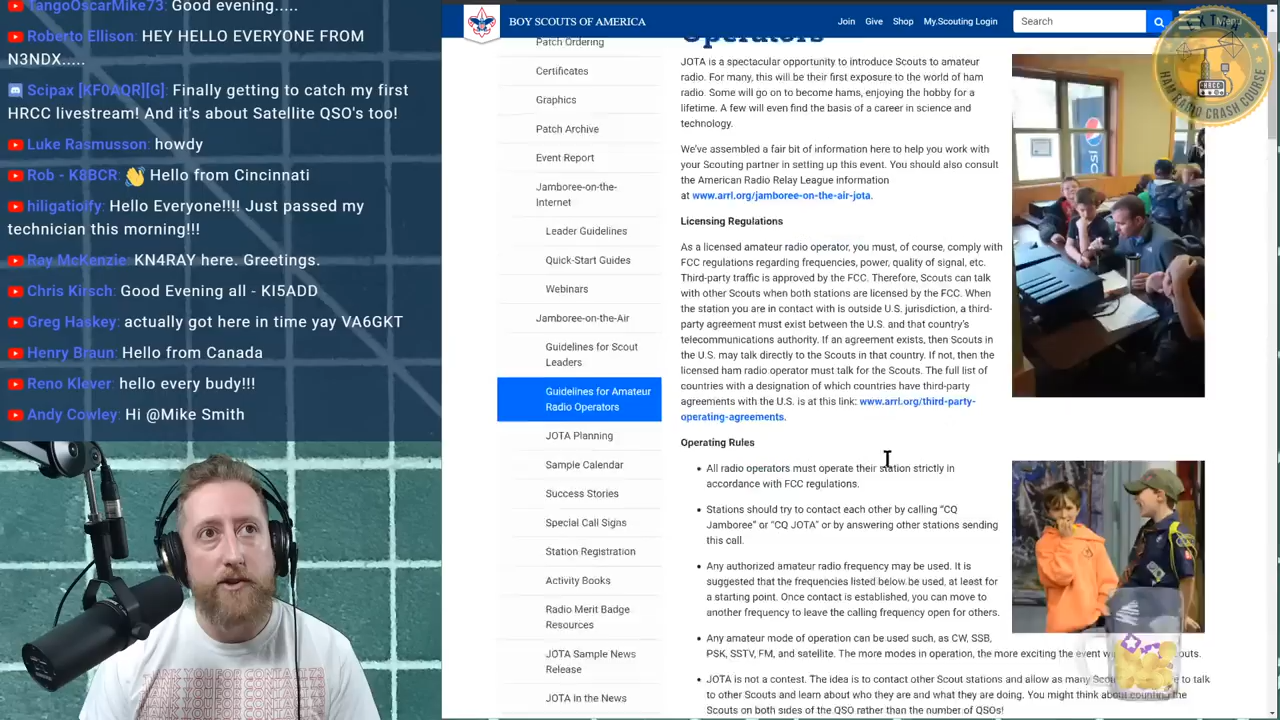 TangoOscarMike73: Good evening.....
Roberto Ellison: HEY HELLO EVERYONE FROM
N3NDX.....
Scipax [KF0AQR][G]: Finally getting to catch my first
HRCC livestream! And it's about Satellite QSO's too!
Luke Rasmusson: howdy
Rob - K8BCR: 👋 Hello from Cincinnati
hilmatioify: Hello Everyone!!!! Just passed my
technician this morning!!!
Ray McKenzie: KN4RAY here. Greetings.
Chris Kirsch: Good Evening all - KI5ADD
Greg Haskey: actually got here in time yay VA6GKT
Henry Braun: Hello from Canada
Reno Klever: hello every budy!!!
Andy Cowley: Hi @Mike Smith
BOY SCOUTS OF AMERICA
Join
Give
Shop
My.Scouting Login
Search
Menu
HAM RADIO CRASH COURSE
Patch Ordering
Certificates
Graphics
Patch Archive
Event Report
Jamboree-on-the-
Internet
Leader Guidelines
Quick-Start Guides
Webinars
Jamboree-on-the-Air
Guidelines for Scout
Leaders
Guidelines for Amateur
Radio Operators
JOTA Planning
Sample Calendar
Success Stories
Special Call Signs
Station Registration
Activity Books
Radio Merit Badge
Resources
JOTA Sample News
Release
JOTA in the News
Operators
JOTA is a spectacular opportunity to introduce Scouts to amateur
radio. For many, this will be their first exposure to the world of ham
radio. Some will go on to become hams, enjoying the hobby for a
lifetime. A few will even find the basis of a career in science and
technology.
We've assembled a fair bit of information here to help you work with
your Scouting partner in setting up this event. You should also consult
the American Radio Relay League information
at www.arrl.org/jamboree-on-the-air-jota.
Licensing Regulations
As a licensed amateur radio operator, you must, of course, comply with
FCC regulations regarding frequencies, power, quality of signal, etc.
Third-party traffic is approved by the FCC. Therefore, Scouts can talk
with other Scouts when both stations are licensed by the FCC. When
the station you are in contact with is outside U.S. jurisdiction, a third-
party agreement must exist between the U.S. and that country's
telecommunications authority. If an agreement exists, then Scouts in
the U.S. may talk directly to the Scouts in that country. If not, then the
licensed ham radio operator must talk for the Scouts. The full list of
countries with a designation of which countries have third-party
agreements with the U.S. is at this link: www.arrl.org/third-party-
operating-agreements.
Operating Rules
All radio operators must operate their station strictly in
accordance with FCC regulations.
Stations should try to contact each other by calling "CQ
Jamboree" or "CQ JOTA" or by answering other stations sending
this call.
Any authorized amateur radio frequency may be used. It is
suggested that the frequencies listed below be used, at least for
a starting point. Once contact is established, you can move to
another frequency to leave the calling frequency open for others.
Any amateur mode of operation can be used such, as CW, SSB,
PSK, SSTV, FM, and satellite. The more modes in operation, the more exciting the event
JOTA is not a contest. The idea is to contact other Scout stations and allow as many to talk
to other Scouts and learn about who they are and what they are doing. You might think about counting the
Scouts on both sides of the QSO rather than the number of QSOs!
pepsi